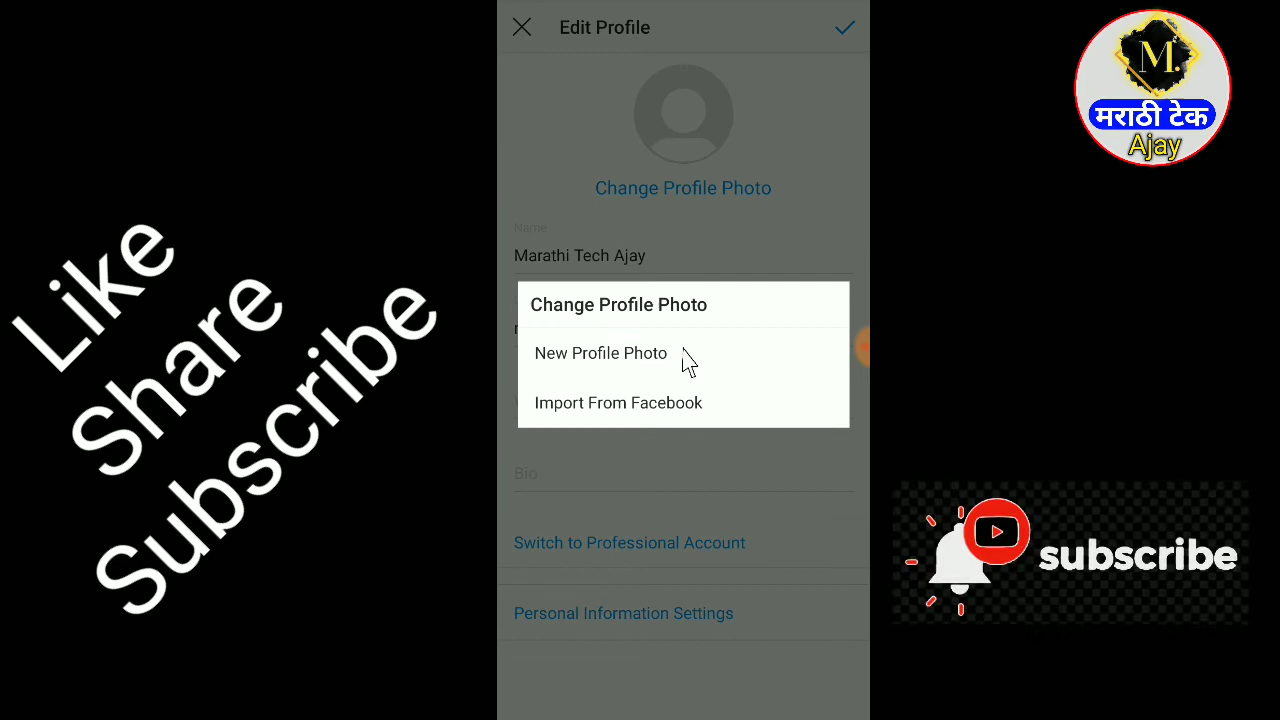 Like
Share
Subscribe
Edit Profile
Change Profile Photo
Name
Marathi Tech Ajay
Change Profile Photo
New Profile Photo
Import From Facebook
Bio
Switch to Professional Account
Personal Information Settings
M.
मराठी टेक
Ajay
subscribe